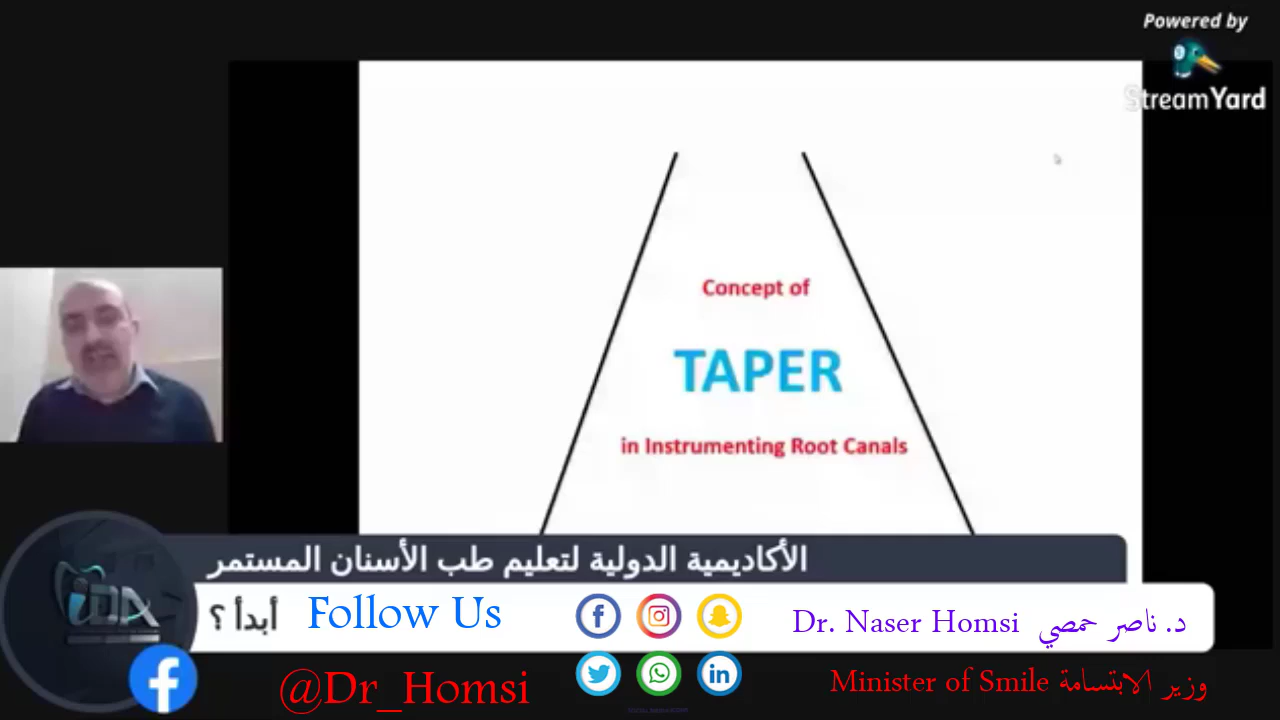 Powered by
StreamYard
Concept of
TAPER
in Instrumenting Root Canals
الأكاديمية الدولية لتعليم طب الأسنان المستمر
أبدأ ؟
Follow Us
Dr. Naser Homsi د. ناصر حمصي
iDA
@Dr_Homsi
Minister of Smile وزير الابتسامة